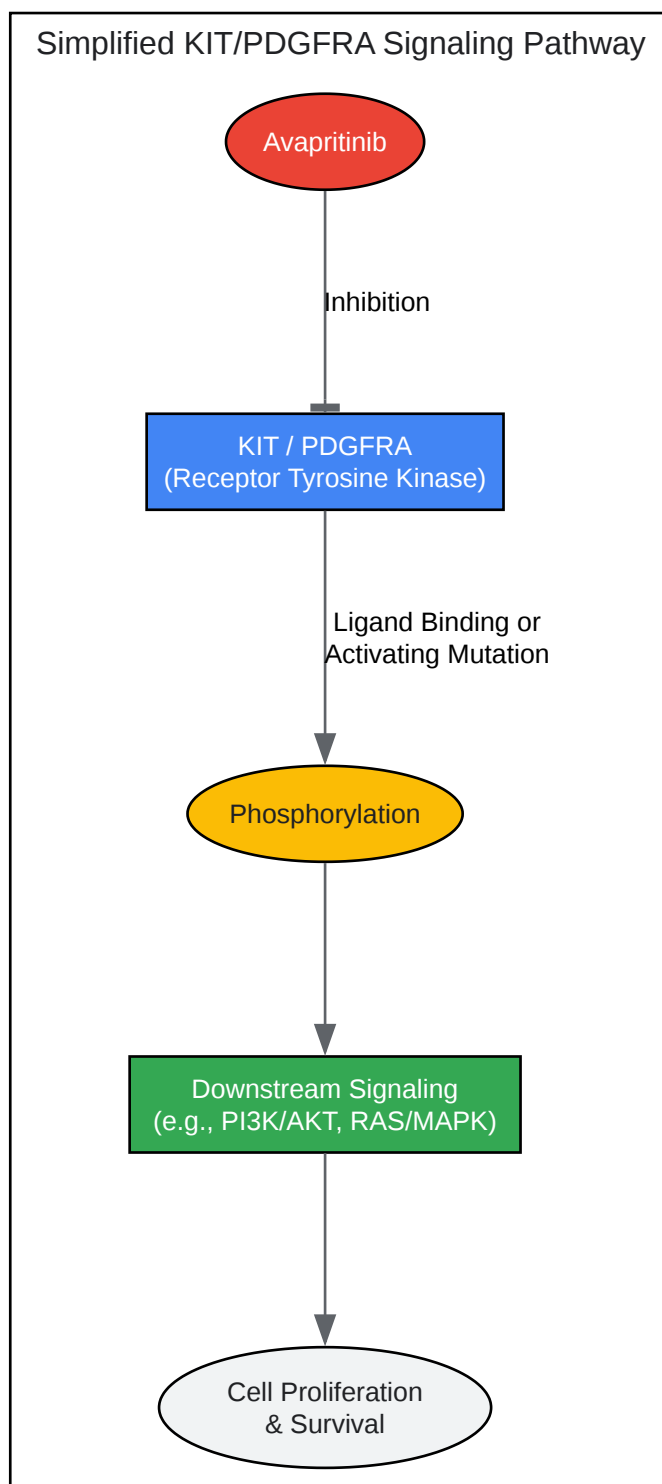 Simplified KIT/PDGFRA Signaling Pathway
Avapritinib
Inhibition
KIT / PDGFRA
(Receptor Tyrosine Kinase)
Ligand Binding or
Activating Mutation
Phosphorylation
Downstream Signaling
(e.g., PI3K/AKT, RAS/MAPK)
Cell Proliferation
& Survival